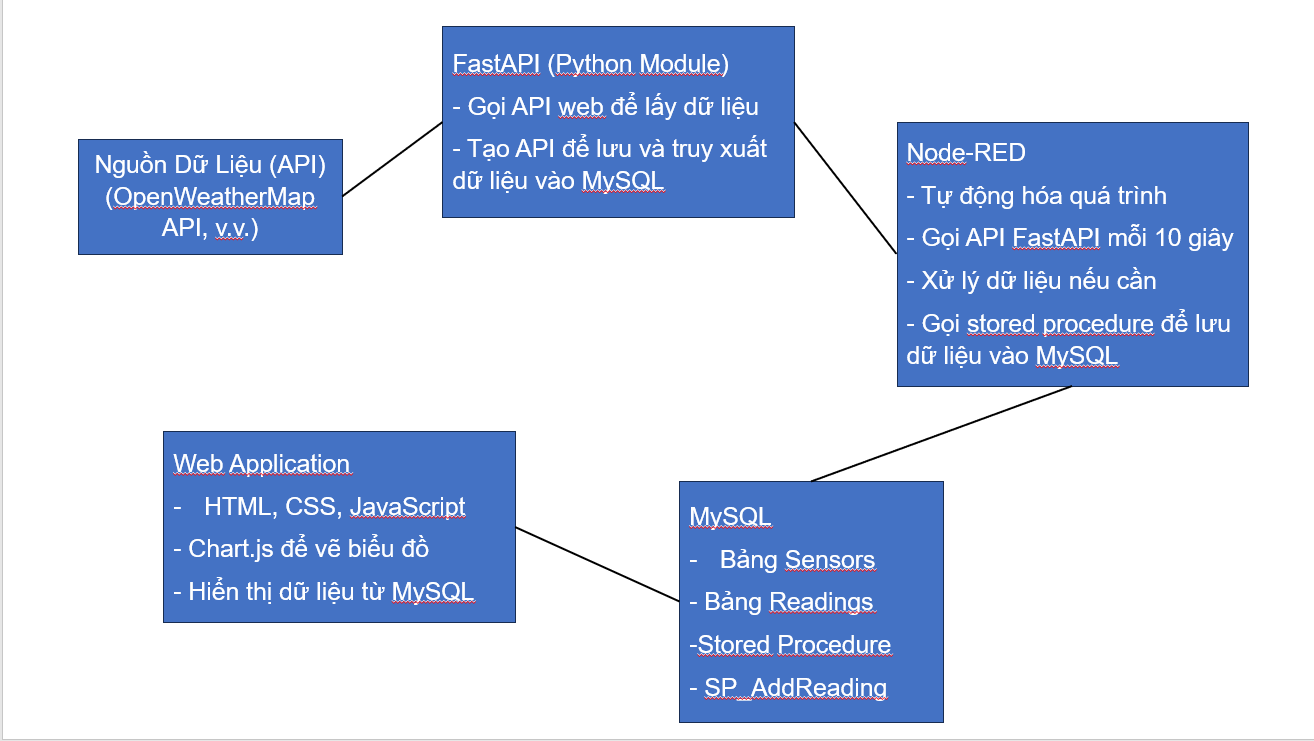 Nguồn Dữ Liệu (API)
(OpenWeatherMap
API, v.v.)
FastAPI (Python Module)
- Gọi API web để lấy dữ liệu
- Tạo API để lưu và truy xuất
dữ liệu vào MySQL
Node-RED
- Tự động hóa quá trình
- Gọi API FastAPI mỗi 10 giây
- Xử lý dữ liệu nếu cần
- Gọi stored procedure để lưu
dữ liệu vào MySQL
Web Application
- HTML, CSS, JavaScript
- Chart.js để vẽ biểu đồ
- Hiển thị dữ liệu từ MySQL
MySQL
- Bảng Sensors
- Bảng Readings
-Stored Procedure
- SP_AddReading